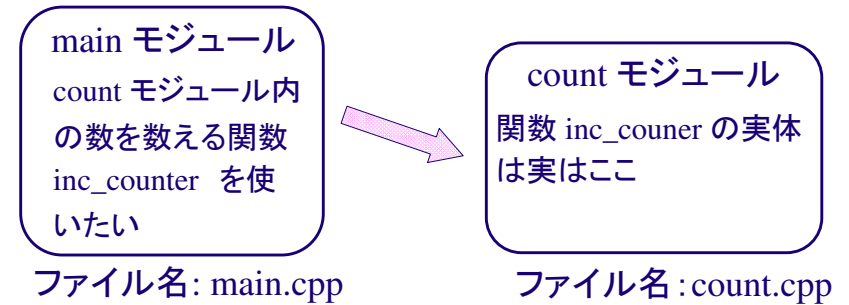 main モジュール
count モジュール内
の数を数える関数
inc_counter を使
いたい
ファイル名: main.cpp
count モジュール
関数 inc_couner の実体
は実はここ
ファイル名 :count.cpp